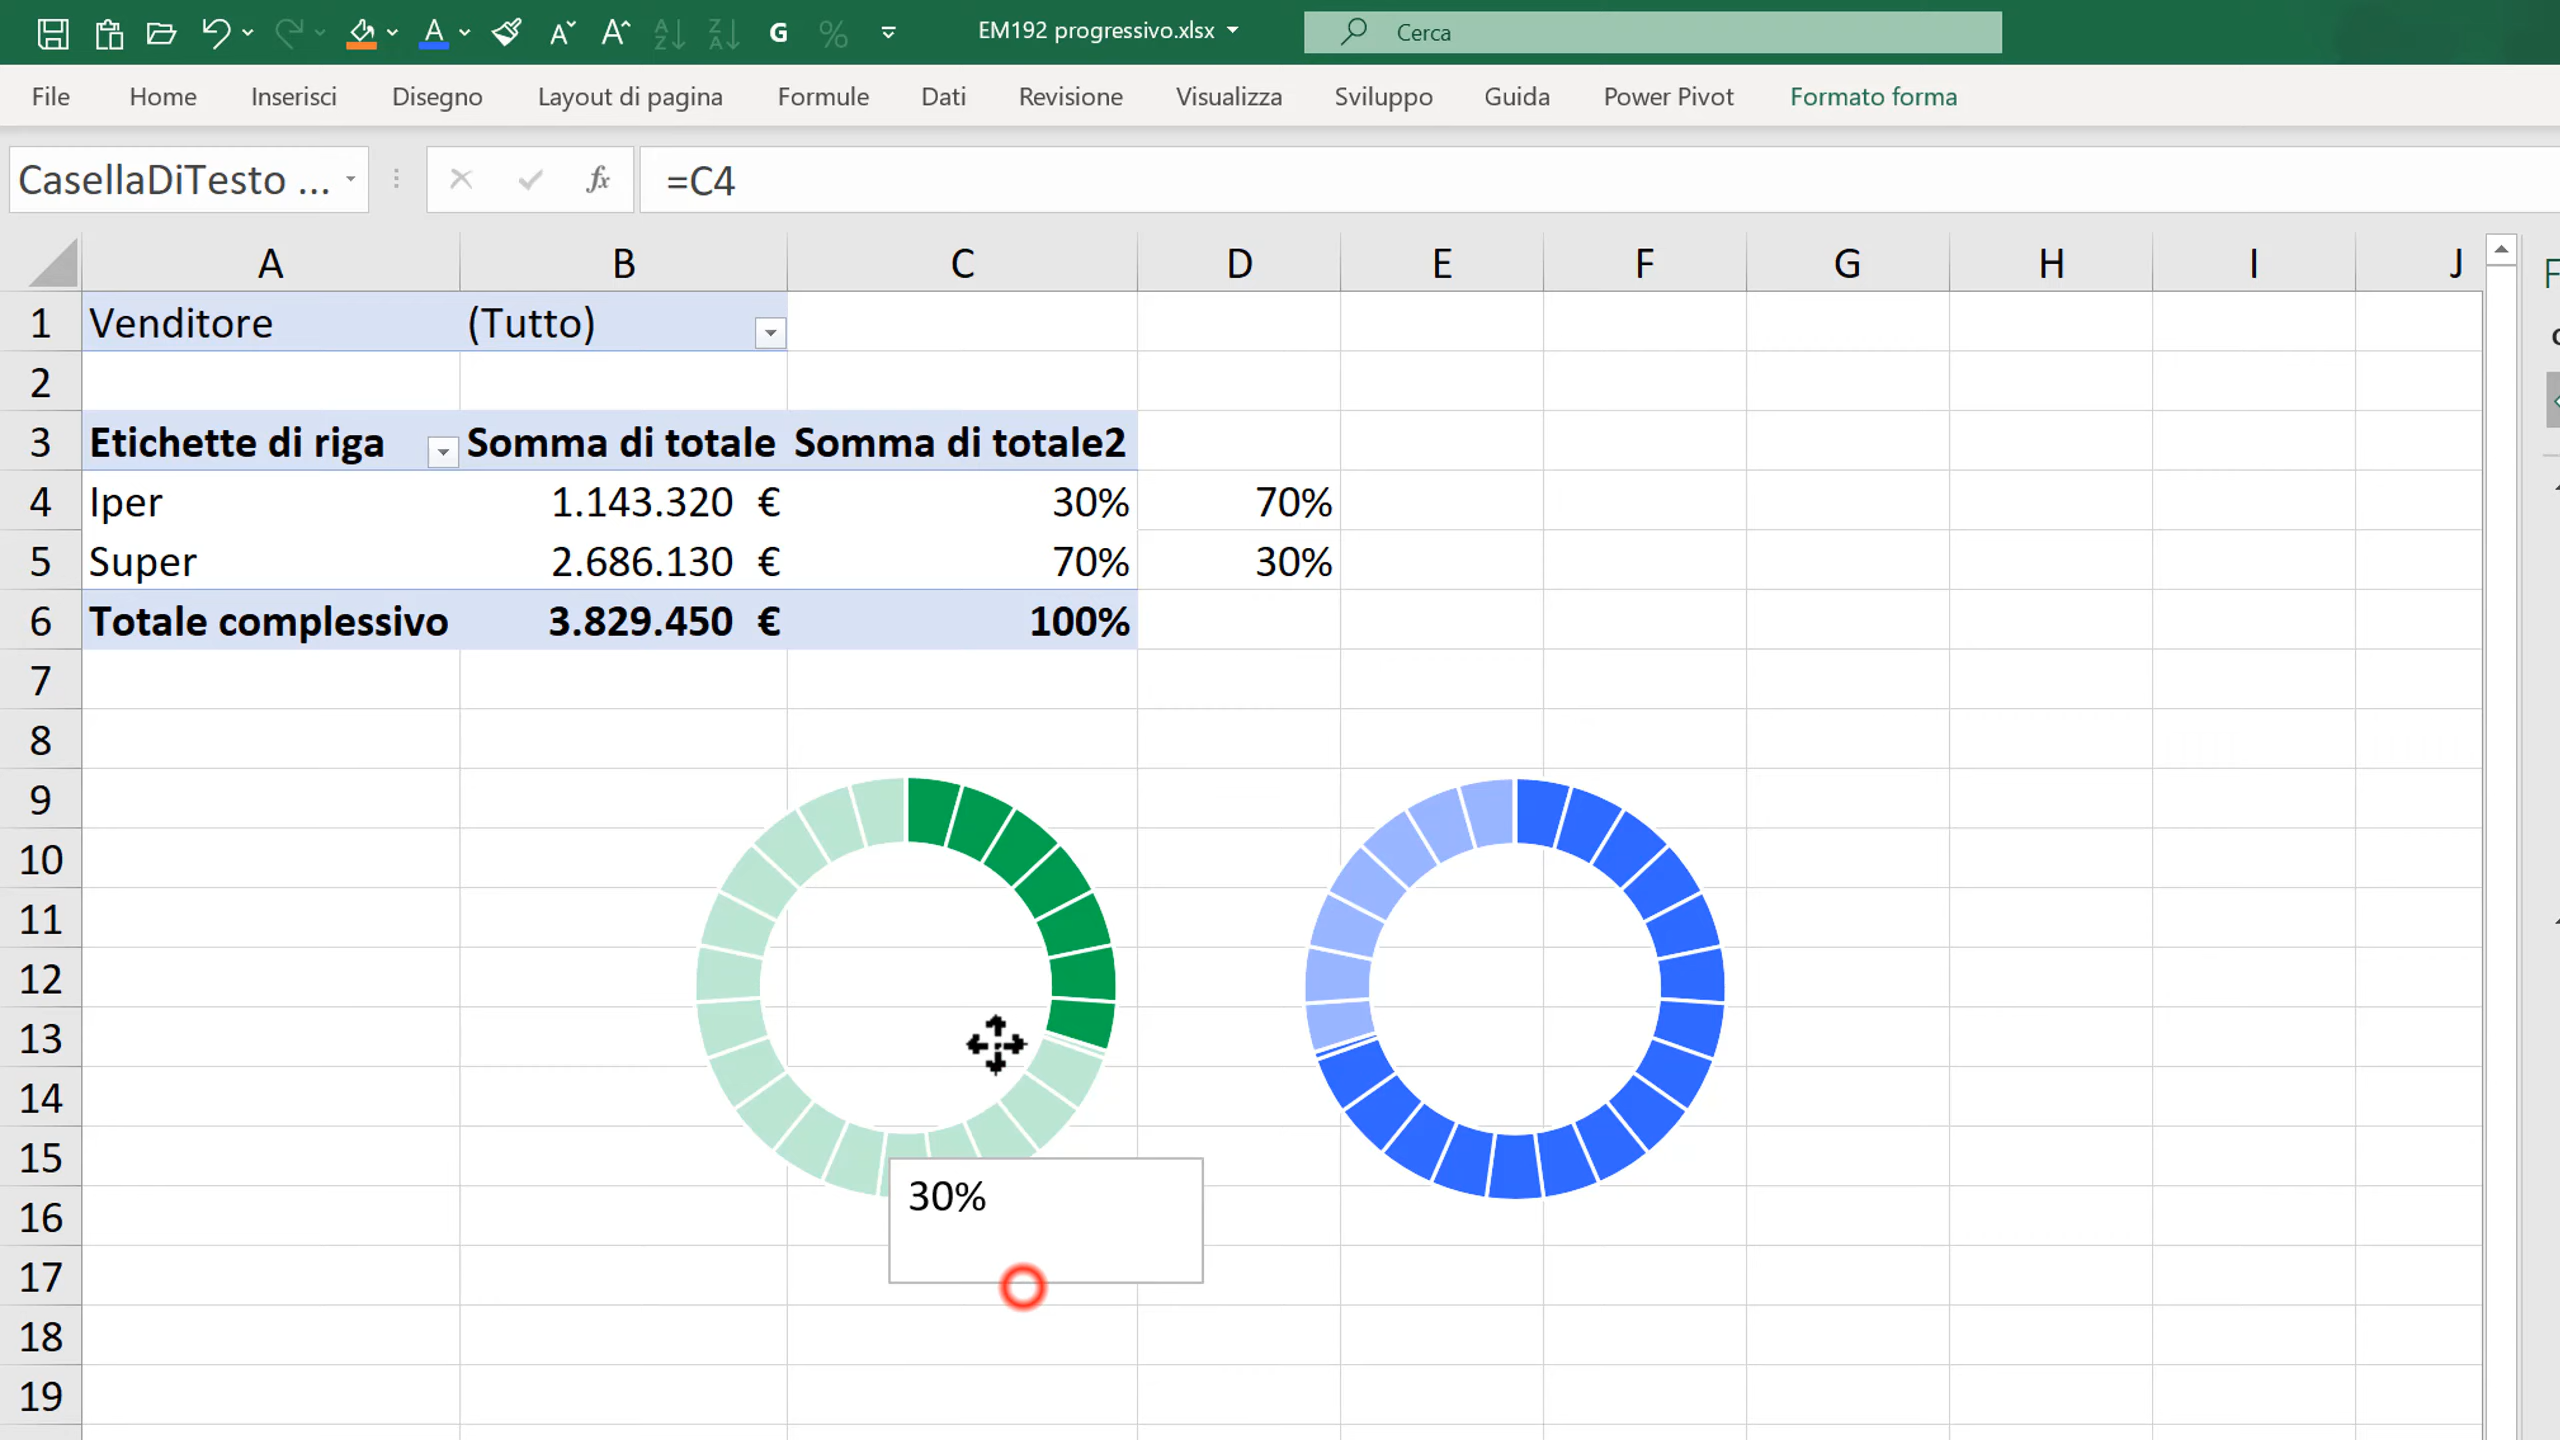 EM192 progressivo.xlsx
Cerca
File Home Inserisci Disegno Layout di pagina Formule Dati Revisione Visualizza Sviluppo Guida Power Pivot Formato forma
CasellaDiTesto ... fx =C4
A B C D E F G H I J
1 Venditore (Tutto)
2
3 Etichette di riga Somma di totale Somma di totale2
4 Iper 1.143.320 € 30% 70%
5 Super 2.686.130 € 70% 30%
6 Totale complessivo 3.829.450 € 100%
7
8
9
10
11
12
13
14
15
16 30%
17
18
19